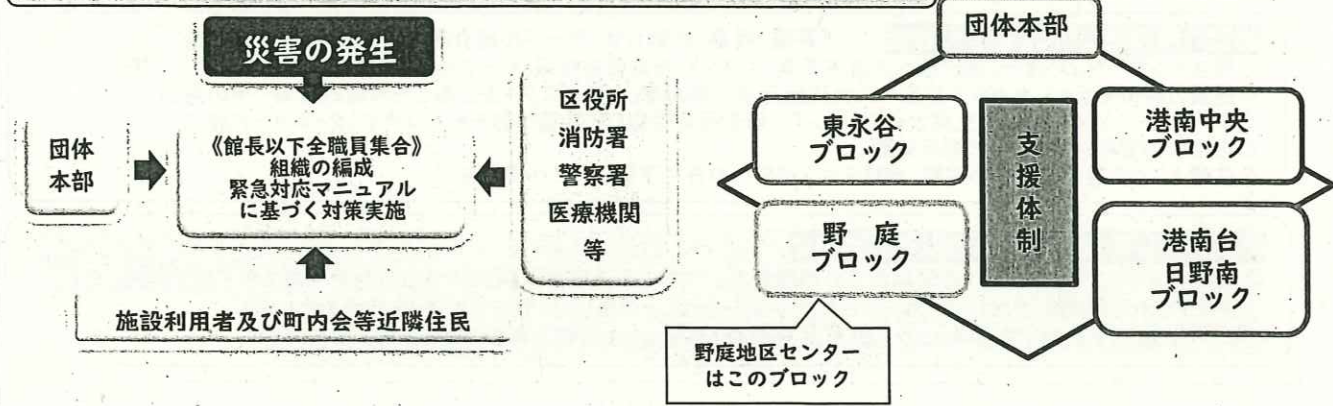 災害の発生
団体
本部
《館長以下全職員集合》
組織の編成
緊急対応マニュアル
に基づく対策実施
区役所
消防署
警察署
医療機関
等
施設利用者及び町内会等近隣住民
団体本部
東永谷
ブロック
支援体制
港南中央
ブロック
野庭
ブロック
港南台
日野南
ブロック
野庭地区センター
はこのブロック